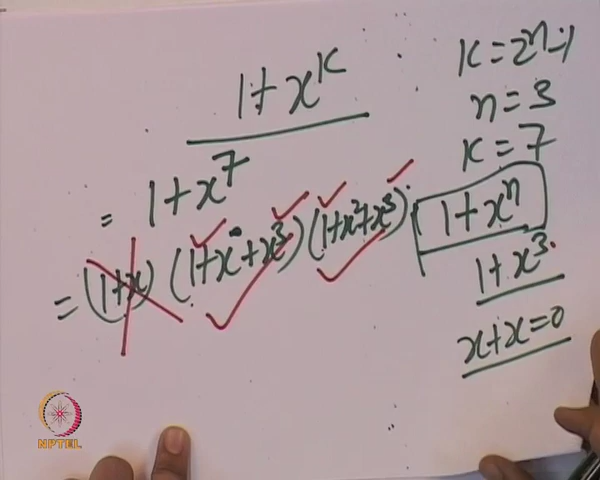 1+x^k
= 1+x^7
= (1+x) (1+x+x^3) (1+x^2+x^3)
k=2^n-1
n=3
k=7
1+x^n
1+x^3
x+x=0
NPTEL